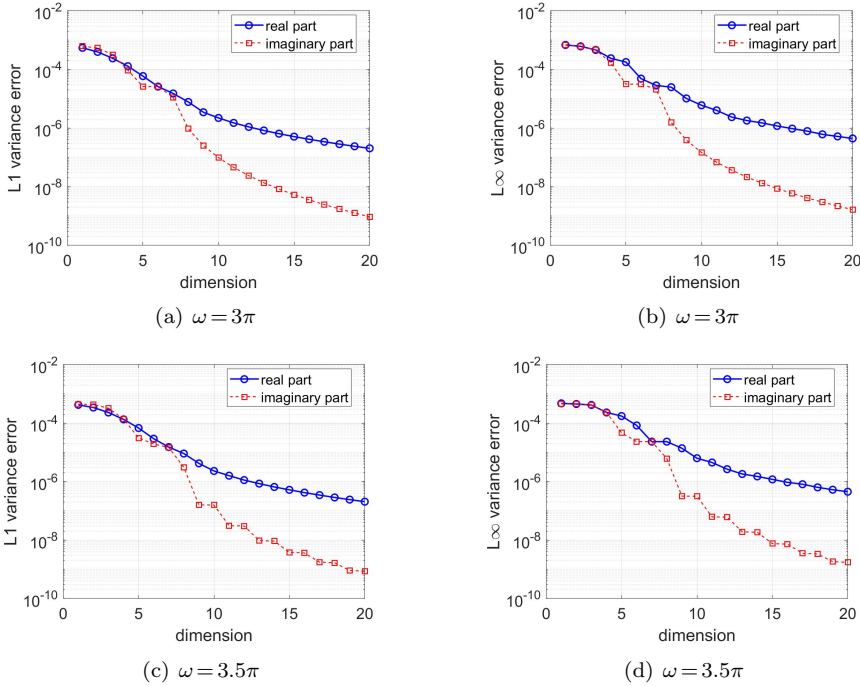 10^-2
real part
imaginary part
10^-4
10^-6
10^-8
10^-10
L1 variance error
0 5 10 15 20
dimension
(a) ω = 3π
10^-2
real part
imaginary part
10^-4
10^-6
10^-8
10^-10
L∞ variance error
0 5 10 15 20
dimension
(b) ω = 3π
10^-2
real part
imaginary part
10^-4
10^-6
10^-8
10^-10
L1 variance error
0 5 10 15 20
dimension
(c) ω = 3.5π
10^-2
real part
imaginary part
10^-4
10^-6
10^-8
10^-10
L∞ variance error
0 5 10 15 20
dimension
(d) ω = 3.5π